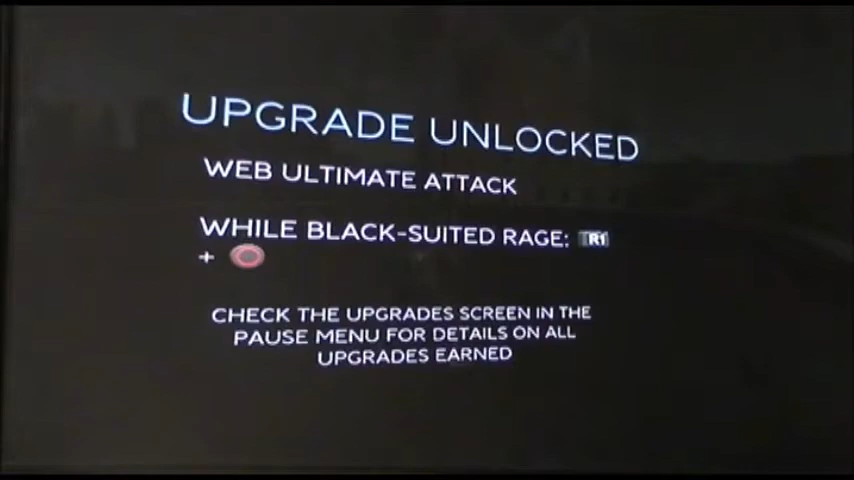 UPGRADE UNLOCKED
WEB ULTIMATE ATTACK
WHILE BLACK-SUITED RAGE: R1
+
CHECK THE UPGRADES SCREEN IN THE
PAUSE MENU FOR DETAILS ON ALL
UPGRADES EARNED